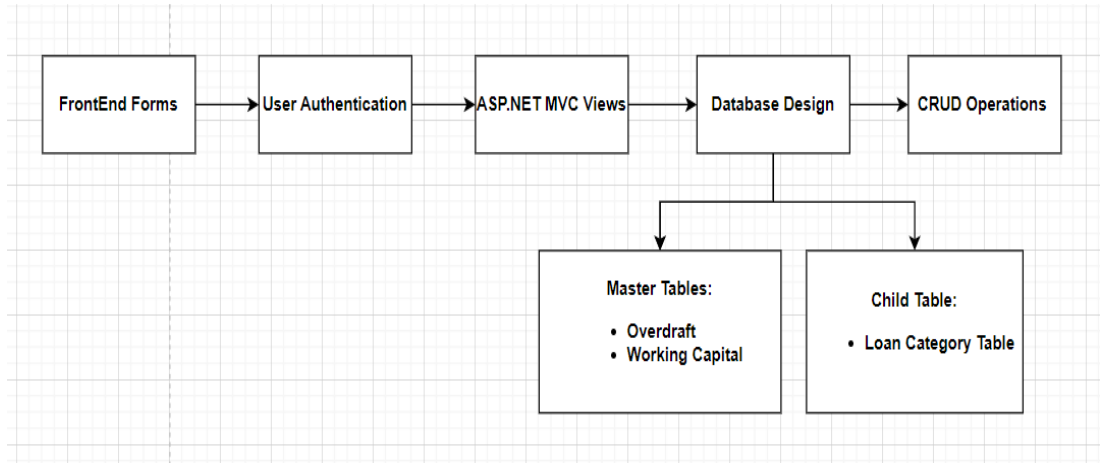 FrontEnd Forms
User Authentication
ASP.NET MVC Views
Database Design
CRUD Operations
Master Tables:
• Overdraft
• Working Capital
Child Table:
• Loan Category Table